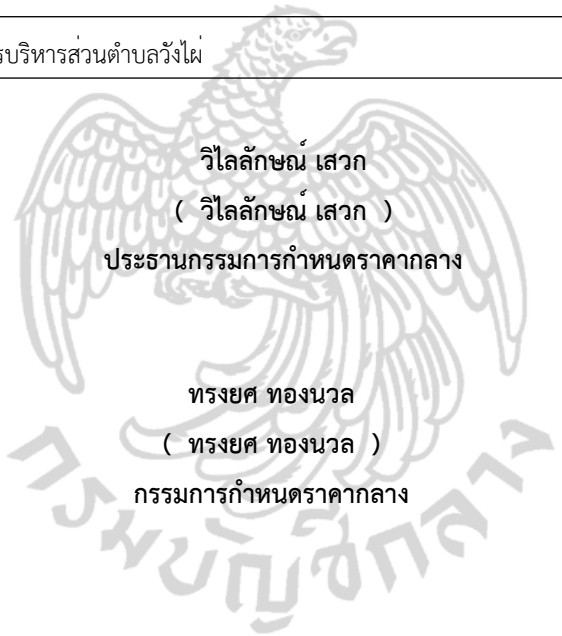 รบริหารส่วนตำบลวังไผ่
วิไลลักษณ์ เสวก
( วิไลลักษณ์ เสวก )
ประธานกรรมการกำหนดราคากลาง
ทรงยศ ทองนวล
( ทรงยศ ทองนวล )
กรรมการกำหนดราคากลาง
กรมบัญชีกลาง